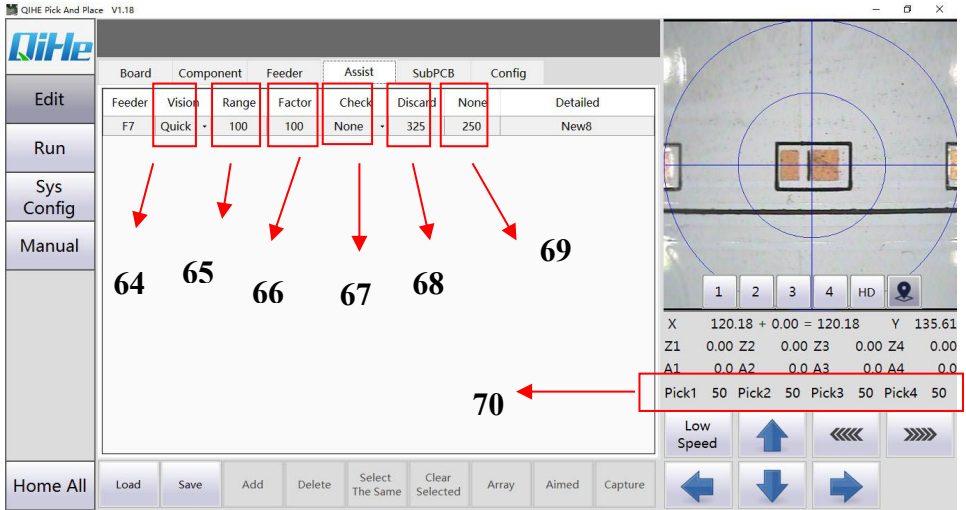 QIHE Pick And Place V1.18
QiHe
Board Component Feeder Assist SubPCB Config
Edit
Run
Sys Config
Manual
Home All
Feeder Vision Range Factor Check Discard None Detailed
F7 Quick 100 100 None 325 250 New8
64 65 66 67 68 69
70
1 2 3 4 HD
X 120.18 + 0.00 = 120.18 Y 135.61
Z1 0.00 Z2 0.00 Z3 0.00 Z4 0.00
A1 0.0 A2 0.0 A3 0.0 A4 0.0
Pick1 50 Pick2 50 Pick3 50 Pick4 50
Low Speed
Load Save Add Delete Select The Same Clear Selected Array Aimed Capture